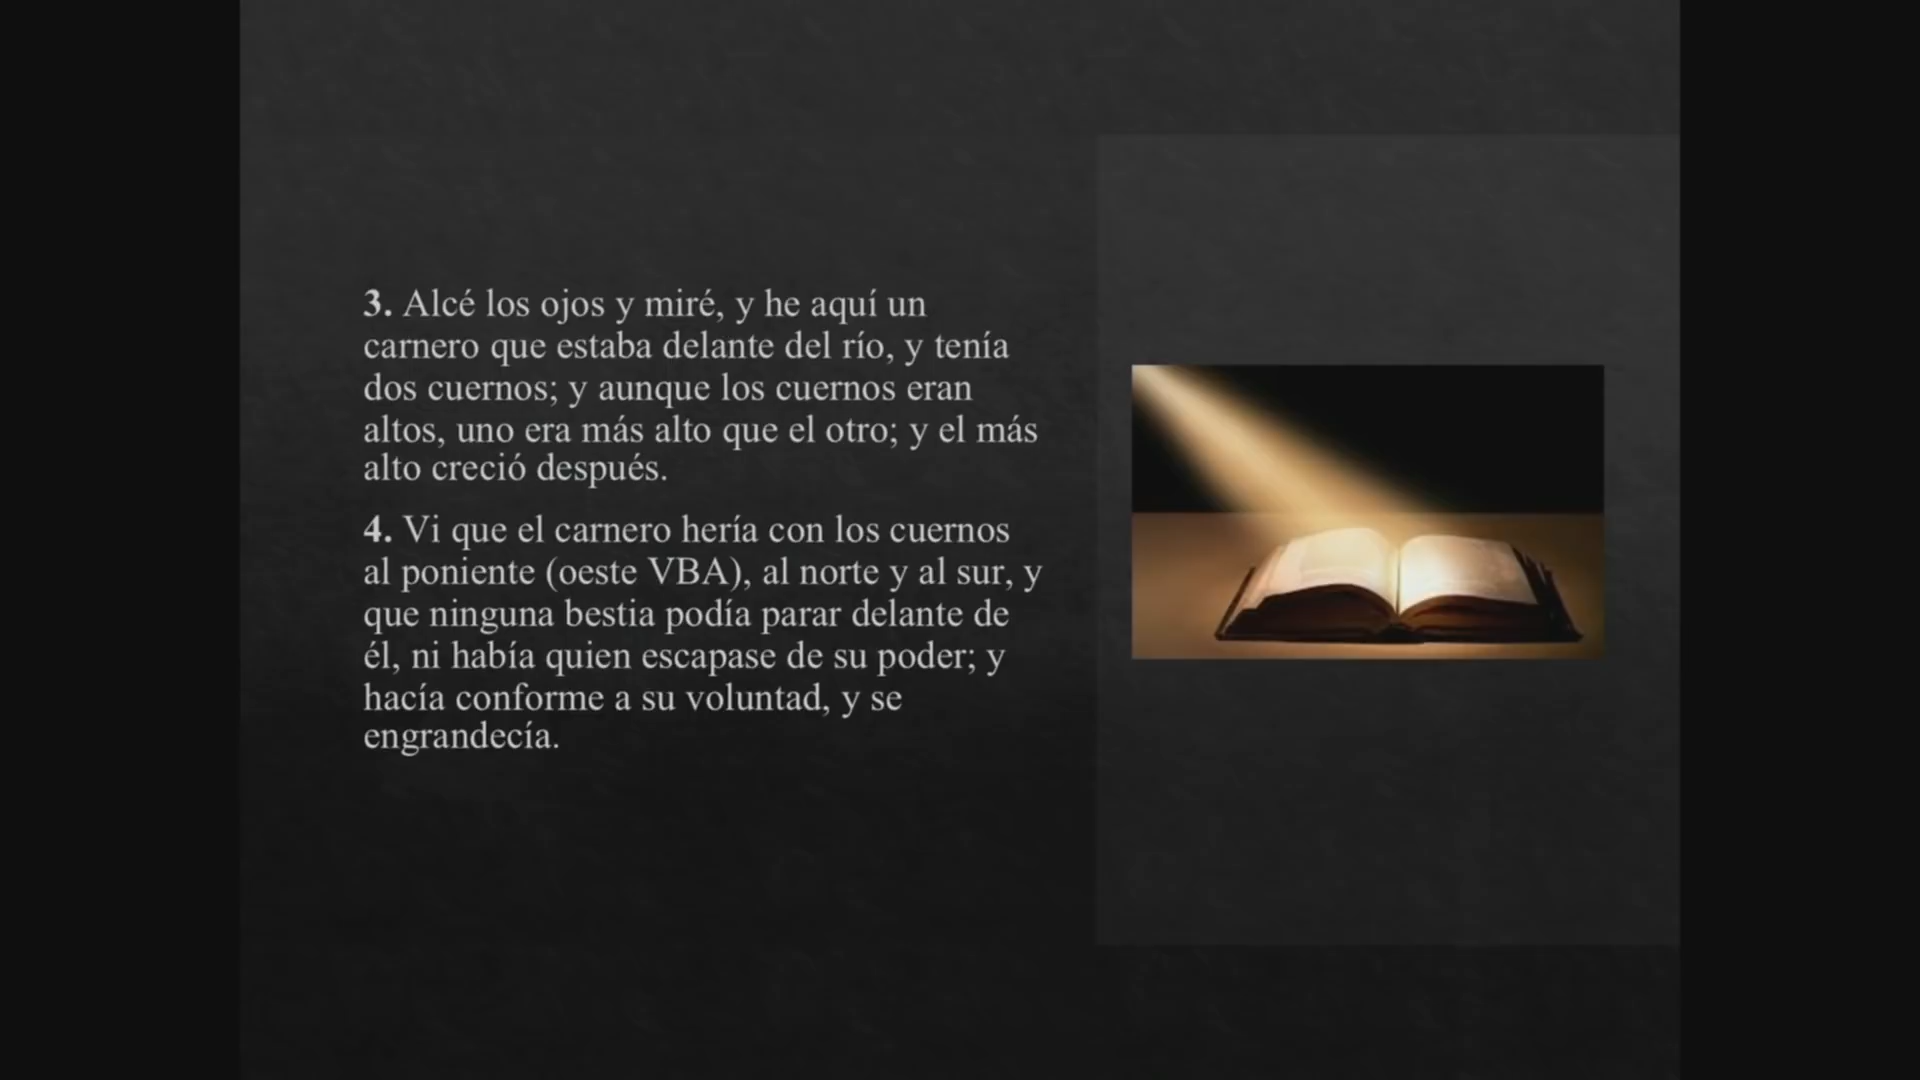 3. Alcé los ojos y miré, y he aquí un
carnero que estaba delante del río, y tenía
dos cuernos; y aunque los cuernos eran
altos, uno era más alto que el otro; y el más
alto creció después.
4. Vi que el carnero hería con los cuernos
al poniente (oeste VBA), al norte y al sur, y
que ninguna bestia podía parar delante de
él, ni había quien escapase de su poder; y
hacía conforme a su voluntad, y se
engrandecía.